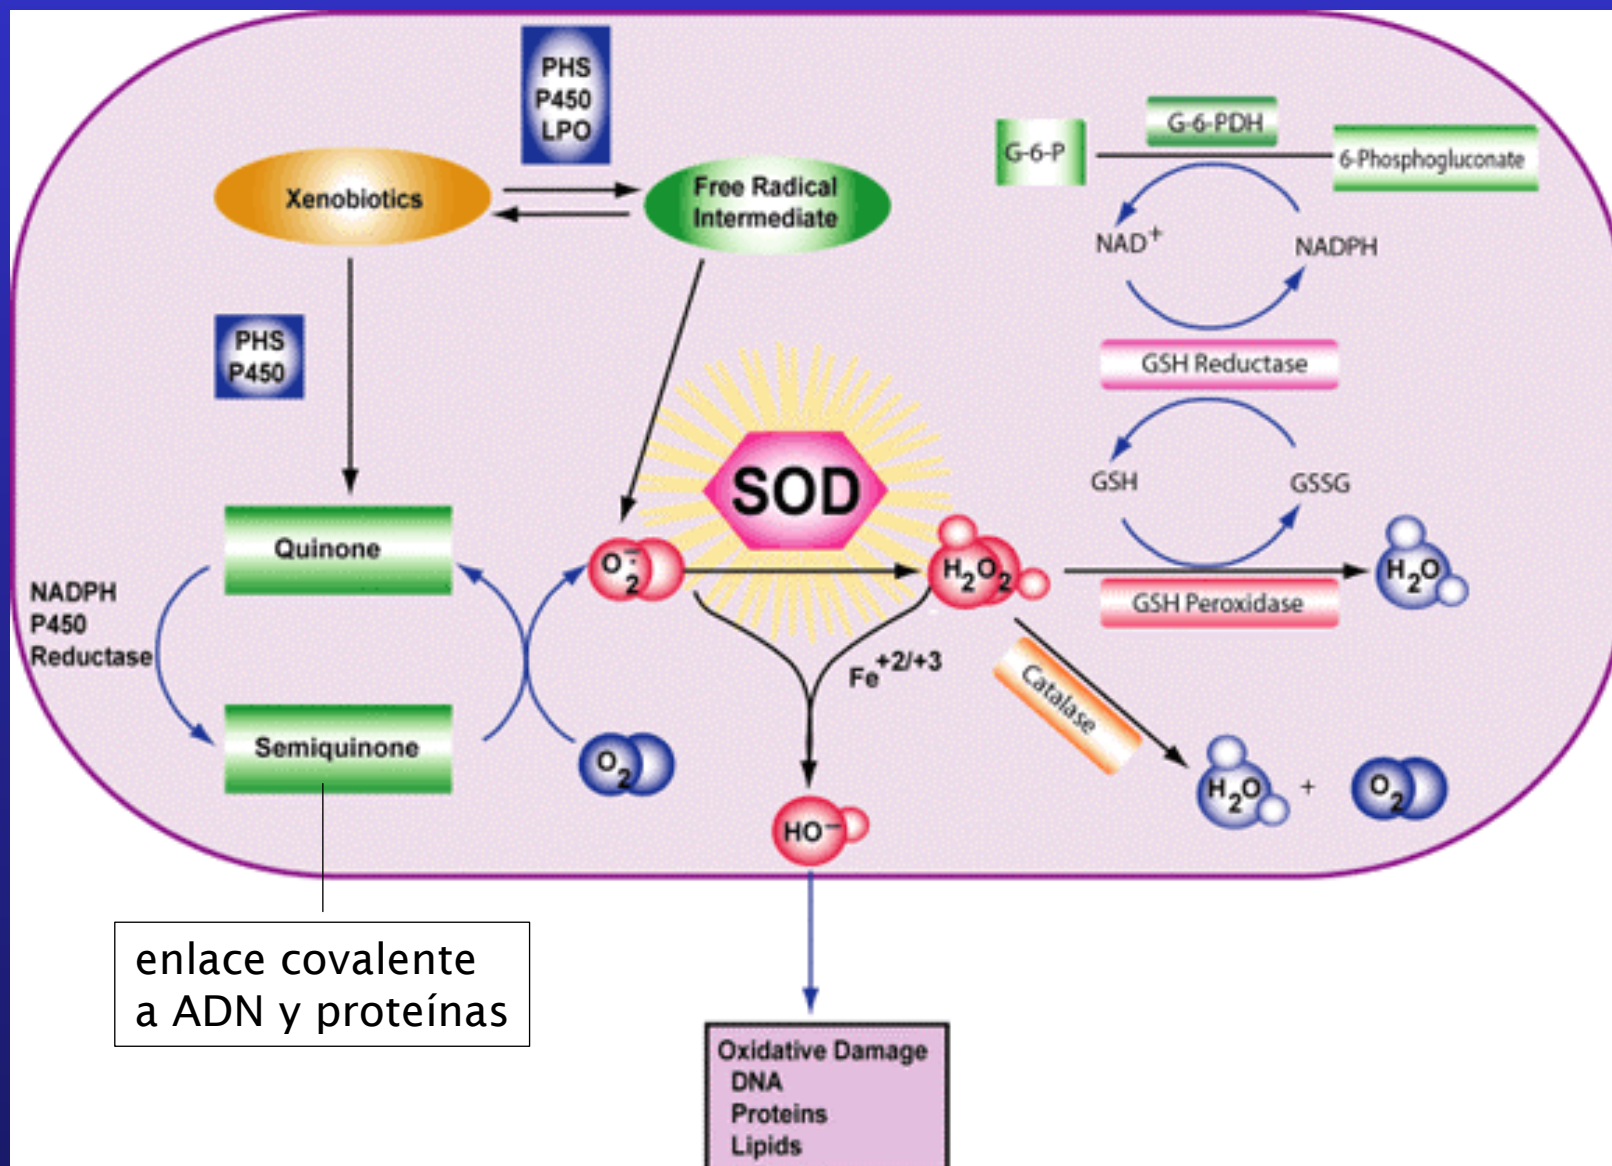 PHS
P450
LPO
Xenobiotics
Free Radical
Intermediate
G-6-P
G-6-PDH
6-Phosphogluconate
NAD+
NADPH
PHS
P450
GSH Reductase
SOD
GSH
GSSG
Quinone
O2-̇
H2O2
H2O
GSH Peroxidase
NADPH
P450
Reductase
Fe+2/+3
Catalase
Semiquinone
O2
H2O + O2
HO–
enlace covalente
a ADN y proteínas
Oxidative Damage
DNA
Proteins
Lipids